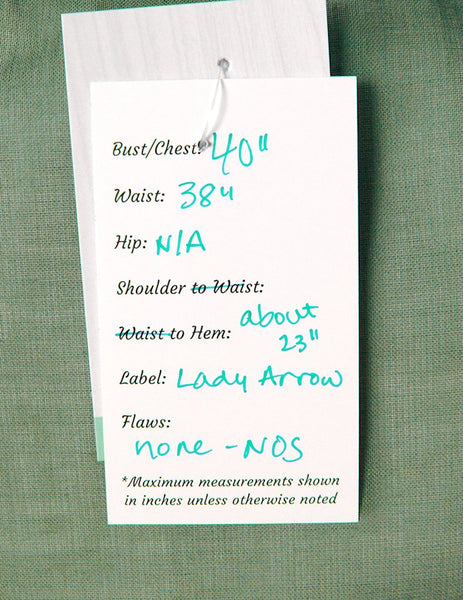 Bust/Chest: 40"
Waist: 38"
Hip: N/A
Shoulder to Waist:
Waist to Hem: about
23"
Label: Lady Arrow
Flaws:
none - NOS
*Maximum measurements shown
in inches unless otherwise noted